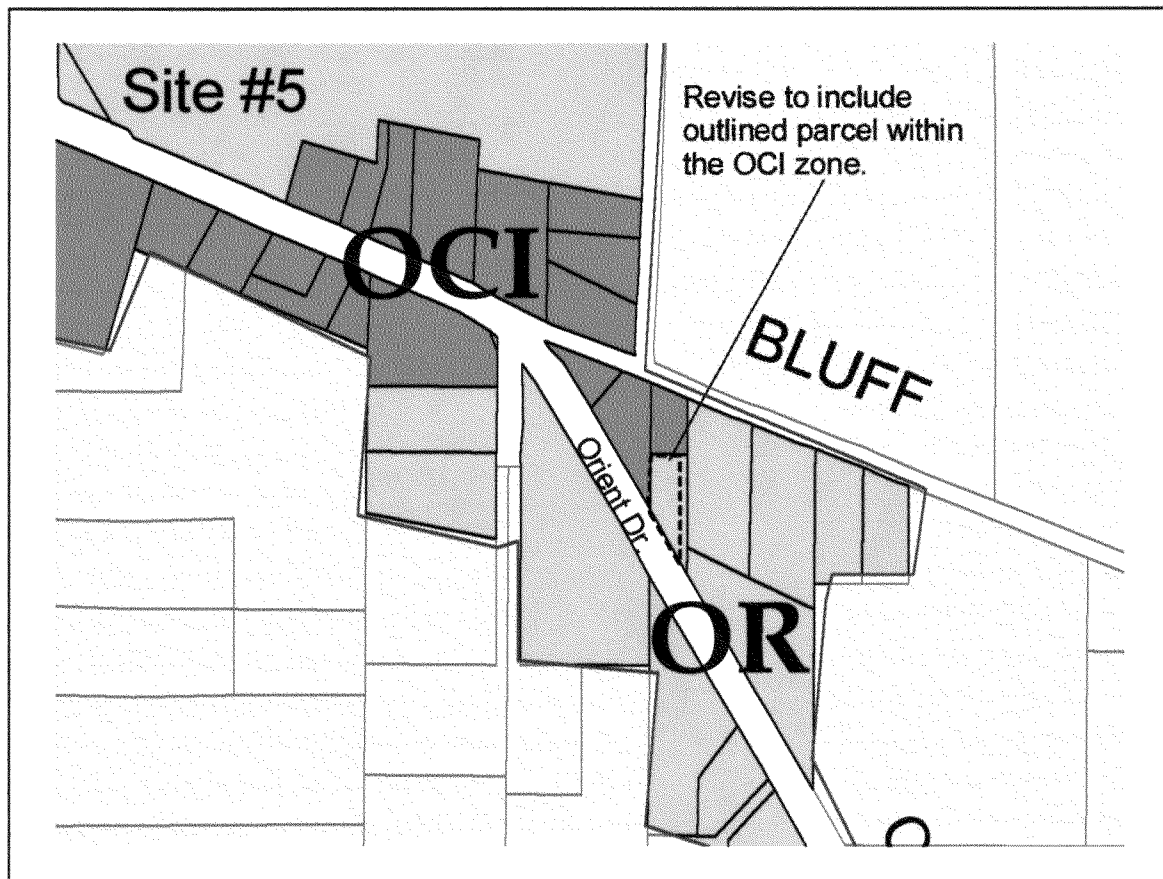 Site #5
Revise to include
outlined parcel within
the OCI zone.
OCI
BLUFF
Orient Dr.
OR